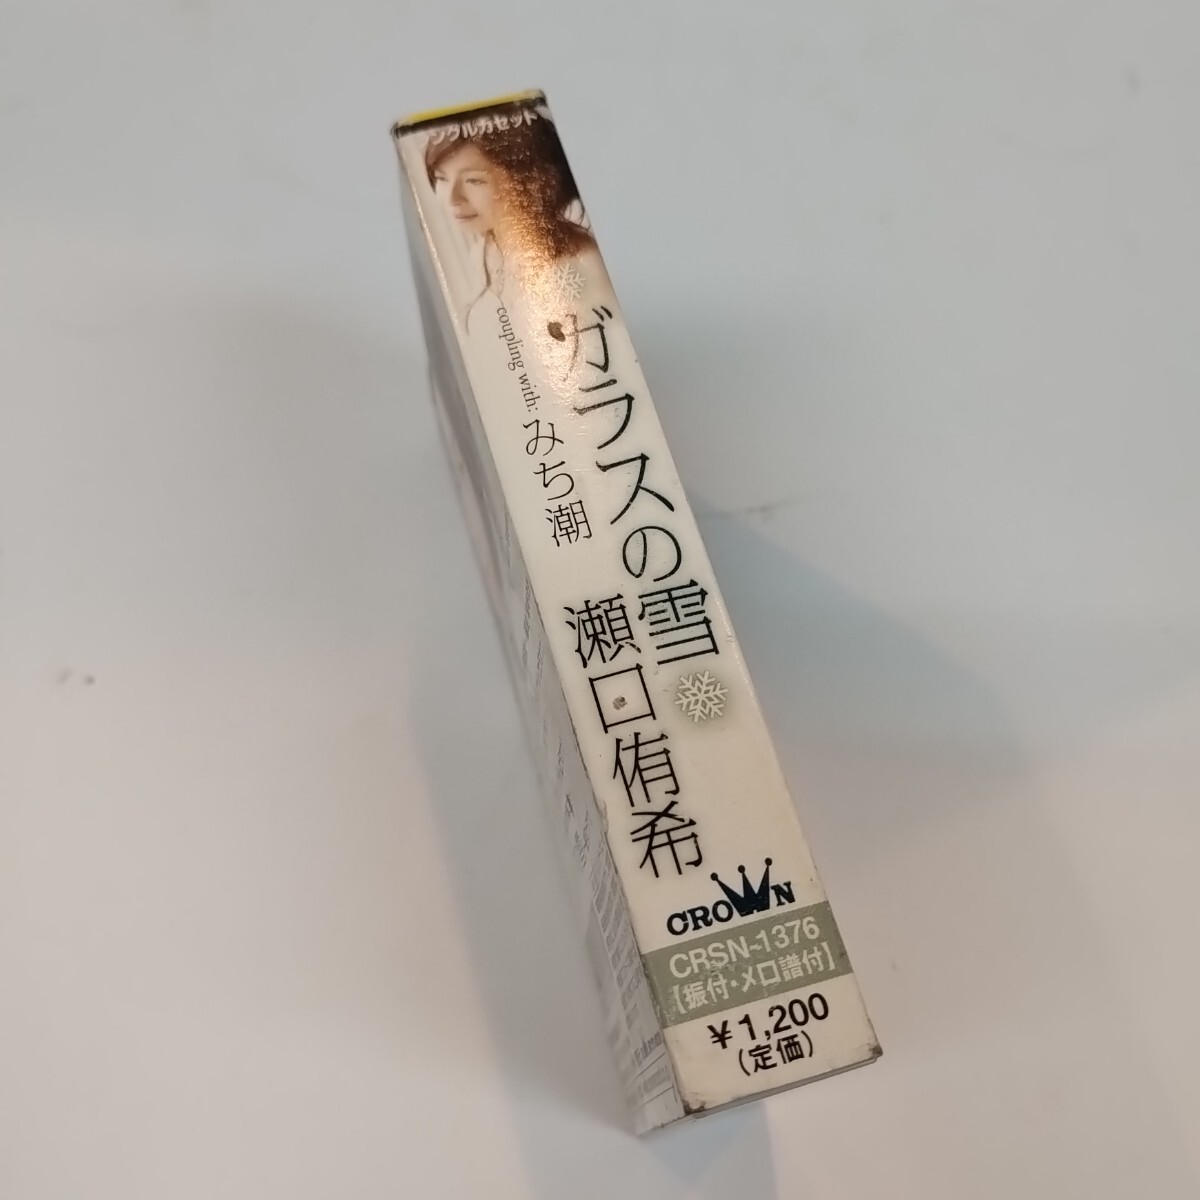 シングルカセット
ガラスの雪
coupling with:
みち潮
瀬口侑希
CROWN
CRSN-1376
【振付・メロ譜付】
¥1,200
(定価)